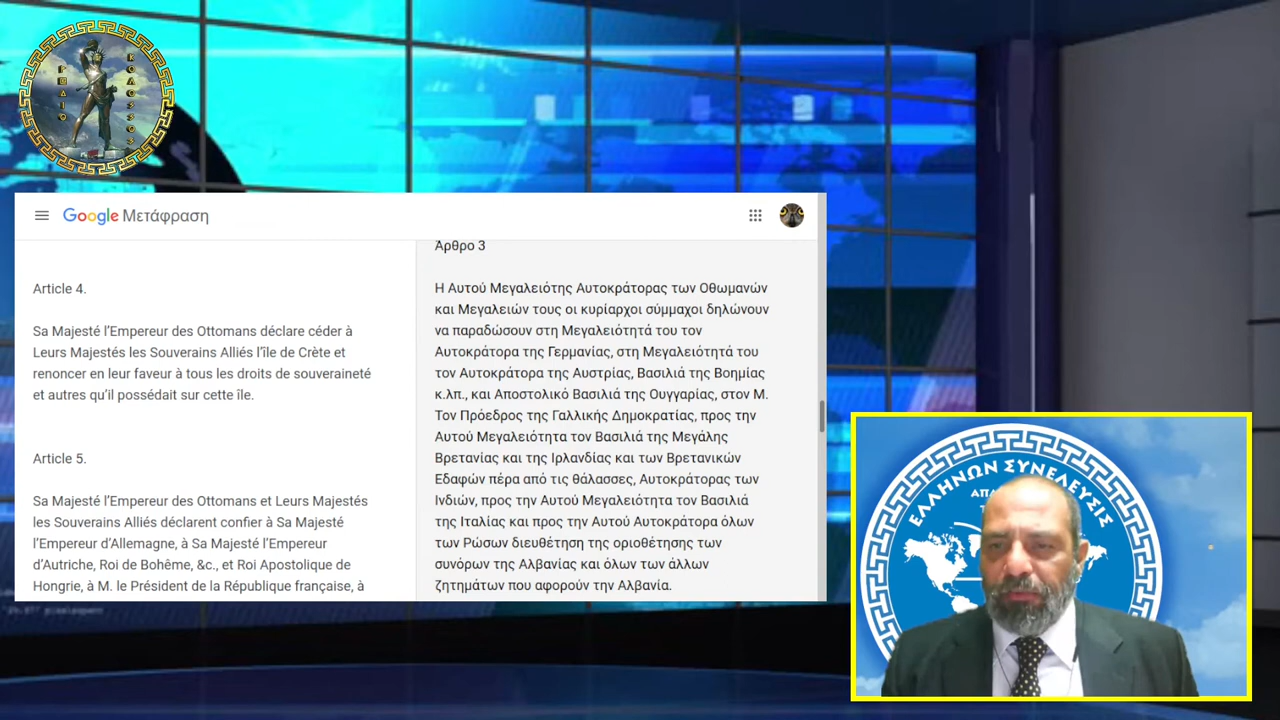 ΡΟΔΙΟ
ΚΟΛΟΣΣΟΣ
Google Μετάφραση
Article 4.
Sa Majesté l'Empereur des Ottomans déclare céder à
Leurs Majestés les Souverains Alliés l'île de Crète et
renoncer en leur faveur à tous les droits de souveraineté
et autres qu'il possédait sur cette île.
Article 5.
Sa Majesté l'Empereur des Ottomans et Leurs Majestés
les Souverains Alliés déclarent confier à Sa Majesté
l'Empereur d'Allemagne, à Sa Majesté l'Empereur
d'Autriche, Roi de Bohême, &c., et Roi Apostolique de
Hongrie, à M. le Président de la République française, à
Άρθρο 3
Η Αυτού Μεγαλειότης Αυτοκράτορας των Οθωμανών
και Μεγαλειών τους οι κυρίαρχοι σύμμαχοι δηλώνουν
να παραδώσουν στη Μεγαλειότητά του τον
Αυτοκράτορα της Γερμανίας, στη Μεγαλειότητά του
τον Αυτοκράτορα της Αυστρίας, Βασιλιά της Βοημίας
κ.λπ., και Αποστολικό Βασιλιά της Ουγγαρίας, στον Μ.
Τον Πρόεδρος της Γαλλικής Δημοκρατίας, προς την
Αυτού Μεγαλειότητα τον Βασιλιά της Μεγάλης
Βρετανίας και της Ιρλανδίας και των Βρετανικών
Εδαφών πέρα από τις θάλασσες, Αυτοκράτορας των
Ινδιών, προς την Αυτού Μεγαλειότητα τον Βασιλιά
της Ιταλίας και προς την Αυτού Αυτοκράτορα όλων
των Ρώσων διευθέτηση της οριοθέτησης των
συνόρων της Αλβανίας και όλων των άλλων
ζητημάτων που αφορούν την Αλβανία.
ΕΛΛΗΝΩΝ ΣΥΝΕΛΕΥΣΙΣ